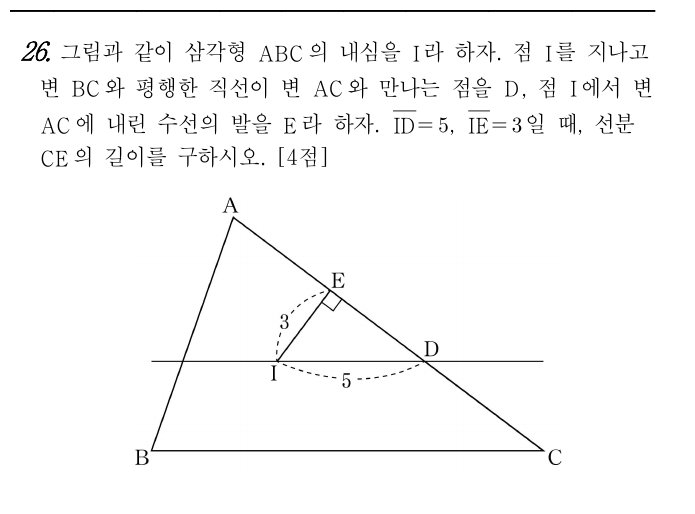 26. 그림과 같이 삼각형 ABC의 내심을 I라 하자. 점 I를 지나고
변 BC와 평행한 직선이 변 AC와 만나는 점을 D, 점 I에서 변
AC에 내린 수선의 발을 E라 하자. I̅D̅=5, I̅E̅=3일 때, 선분
CE의 길이를 구하시오. [4점]
A
E
3
D
I
5
B
C